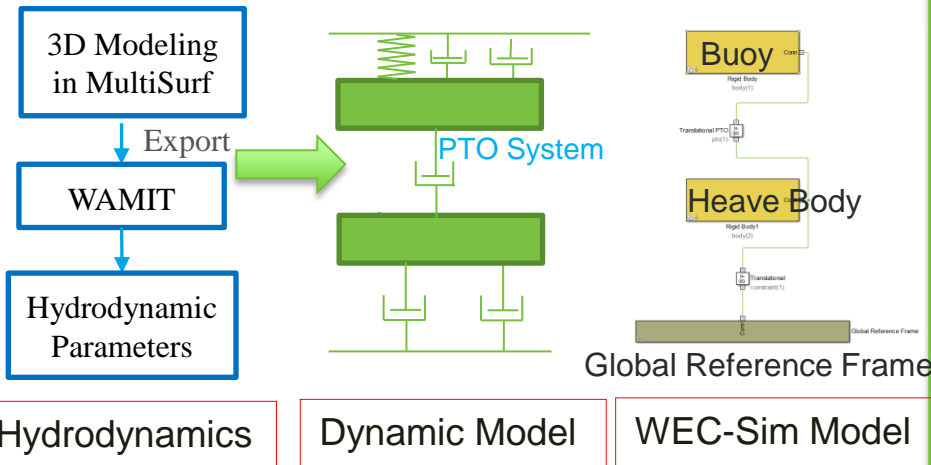 3D Modeling
in MultiSurf
Export
WAMIT
Hydrodynamic
Parameters
Hydrodynamics
PTO System
Dynamic Model
Buoy
Conn
Rigid Body
body(1)
Translational PTO
pto(1)
Heave Body
Rigid Body1
body(2)
Translational
constraint(1)
Conn
Global Reference Frame
Global Reference Frame
WEC-Sim Model